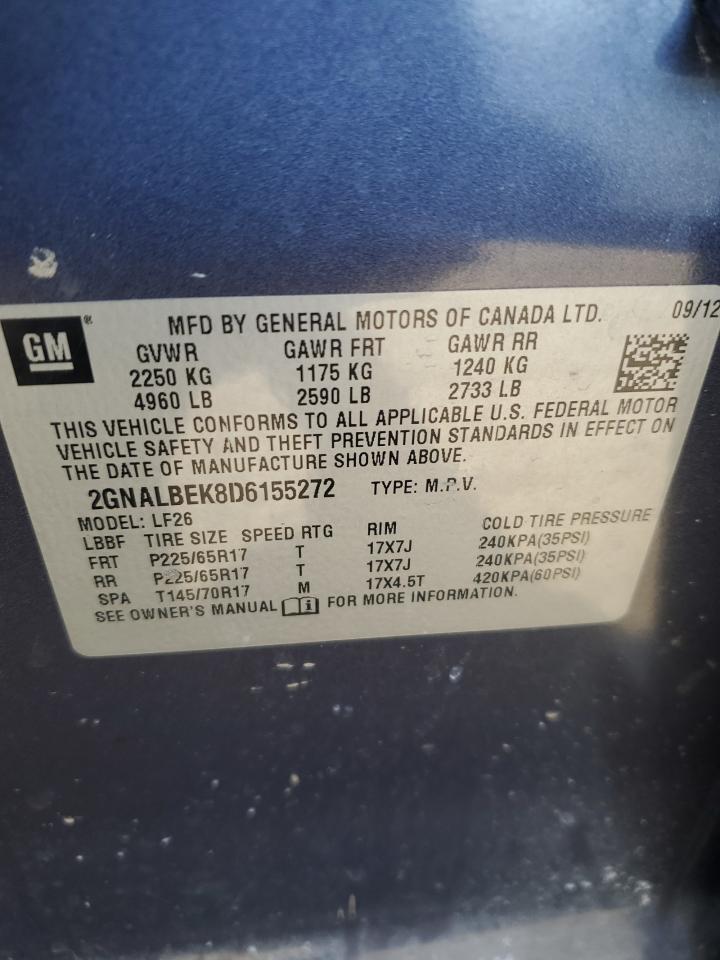 GM ® MFD BY GENERAL MOTORS OF CANADA LTD. 09/12
GVWR GAWR FRT GAWR RR
2250 KG 1175 KG 1240 KG
4960 LB 2590 LB 2733 LB
THIS VEHICLE CONFORMS TO ALL APPLICABLE U.S. FEDERAL MOTOR
VEHICLE SAFETY AND THEFT PREVENTION STANDARDS IN EFFECT ON
THE DATE OF MANUFACTURE SHOWN ABOVE.
2GNALBEK8D6155272 TYPE: M.P.V.
MODEL: LF26
LBBF TIRE SIZE SPEED RTG RIM COLD TIRE PRESSURE
FRT P225/65R17 T 17X7J 240KPA(35PSI)
RR P225/65R17 T 17X7J 240KPA(35PSI)
SPA T145/70R17 M 17X4.5T 420KPA(60PSI)
SEE OWNER'S MANUAL i FOR MORE INFORMATION.